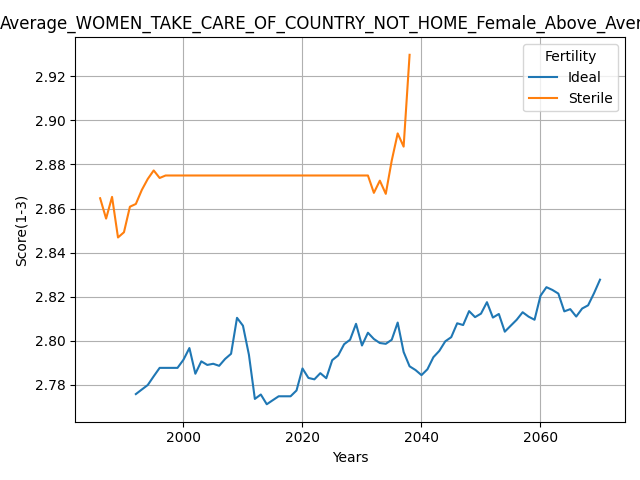 Average_WOMEN_TAKE_CARE_OF_COUNTRY_NOT_HOME_Female_Above_Aver
Fertility
Ideal
Sterile
2.92
2.90
2.88
2.86
2.84
2.82
2.80
2.78
Score(1-3)
2000 2020 2040 2060
Years